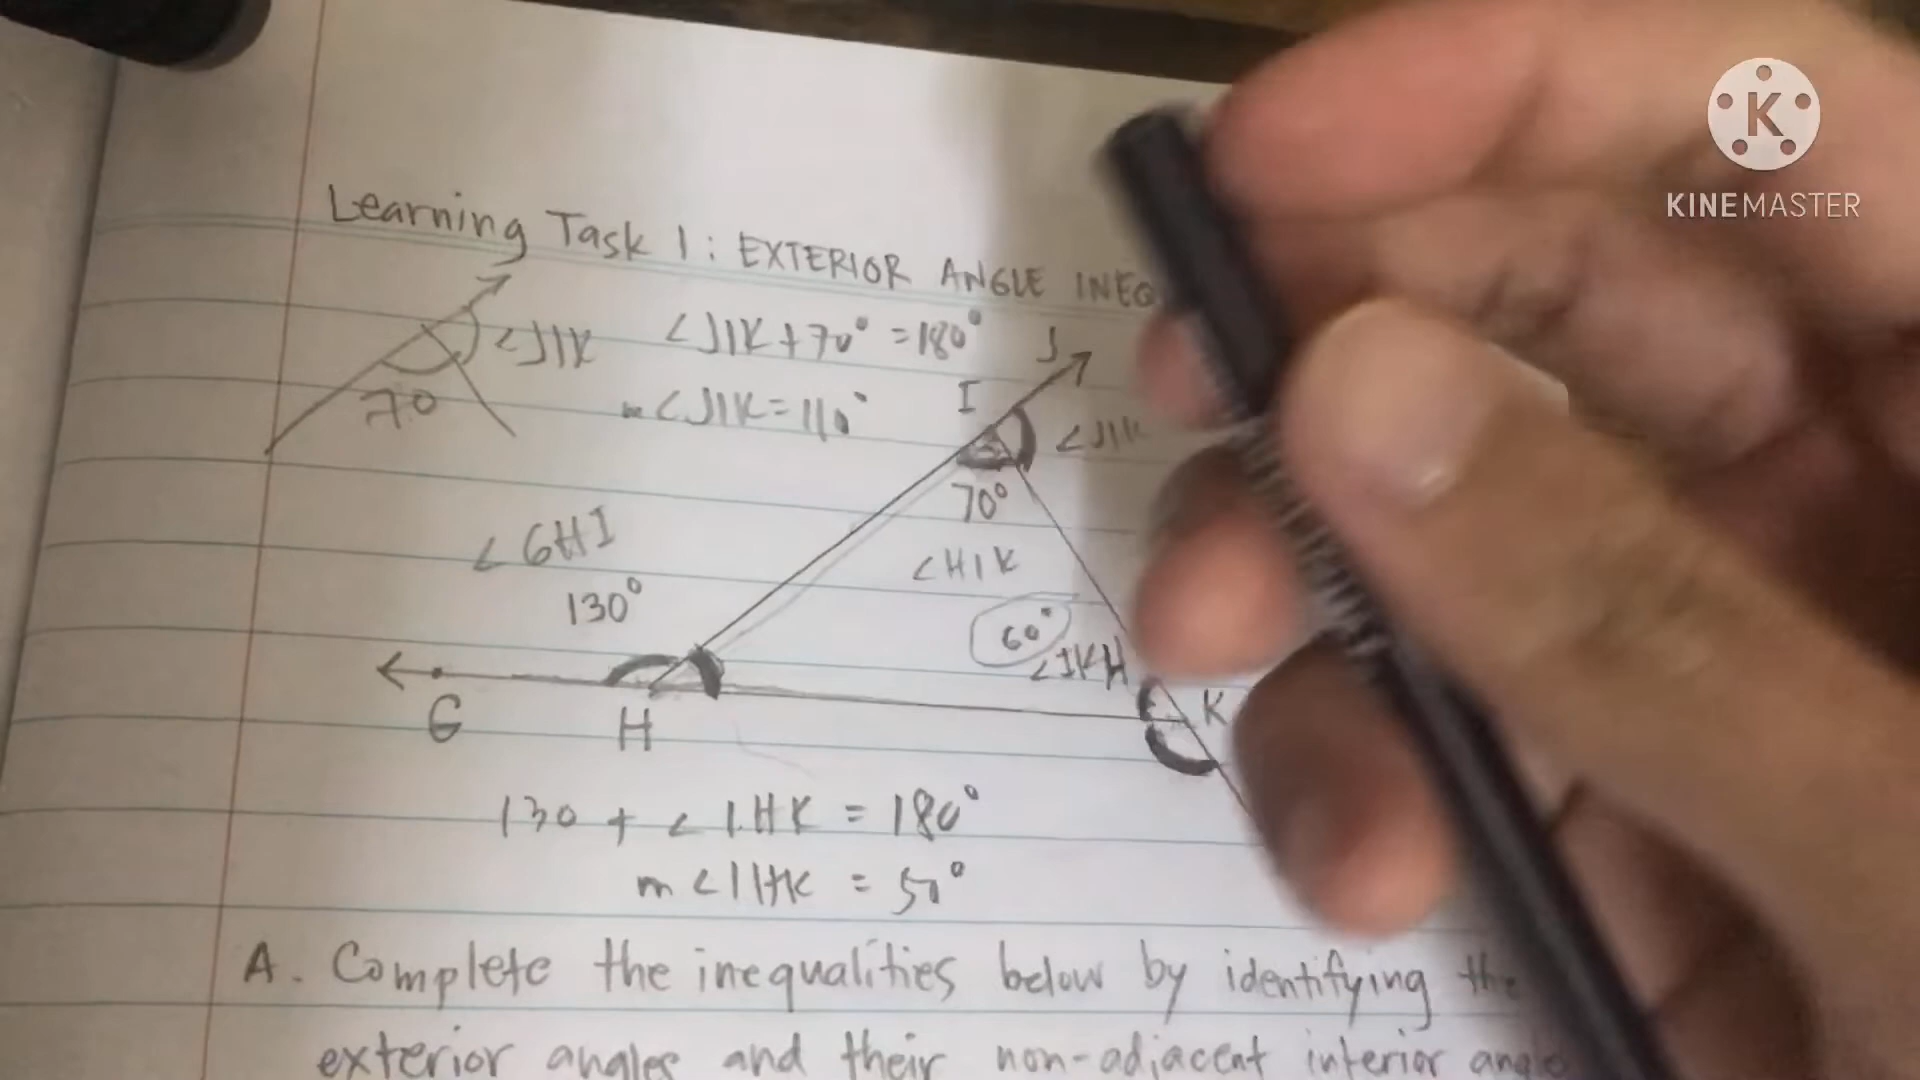 K
KINEMASTER
Learning Task 1: EXTERIOR ANGLE INEQ
∠JIK
∠JIK+70°=180°
J
70
m∠JIK=110°
I
∠JIK
70°
∠GHI
∠HIK
130°
60°
∠IKH
G
H
K
130 + ∠IHK = 180°
m∠IHK = 50°
A. Complete the inequalities below by identifying the
exterior angles and their non-adjacent interior angle